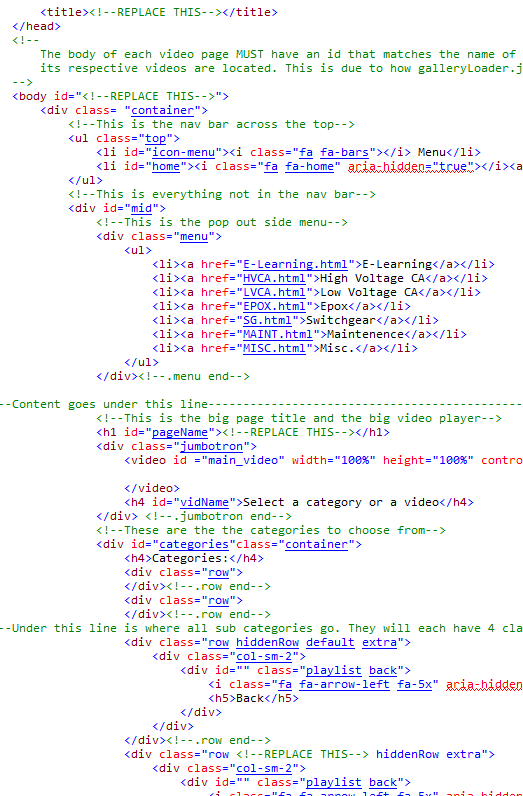 <title><!--REPLACE THIS--></title>
</head>
<!--
The body of each video page MUST have an id that matches the name of
its respective videos are located. This is due to how galleryLoader.j
-->
<body id="<!--REPLACE THIS-->">
<div class= "container">
<!--This is the nav bar across the top-->
<ul class="top">
<li id="icon-menu"><i class="fa fa-bars"></i> Menu</li>
<li id="home"><i class="fa fa-home" aria-hidden="true"></i><a
</ul>
<!--This is everything not in the nav bar-->
<div id="mid">
<!--This is the pop out side menu-->
<div class="menu">
<ul>
<li><a href="E-Learning.html">E-Learning</a></li>
<li><a href="HVCA.html">High Voltage CA</a></li>
<li><a href="LVCA.html">Low Voltage CA</a></li>
<li><a href="EPOX.html">Epox</a></li>
<li><a href="SG.html">Switchgear</a></li>
<li><a href="MAINT.html">Maintenence</a></li>
<li><a href="MISC.html">Misc.</a></li>
</ul>
</div><!--.menu end-->
--Content goes under this line--------------------------------------------
<!--This is the big page title and the big video player-->
<h1 id="pageName"><!--REPLACE THIS--></h1>
<div class="jumbotron">
<video id ="main_video" width="100%" height="100%" contro
</video>
<h4 id="vidName">Select a category or a video</h4>
</div> <!--.jumbotron end-->
<!--These are the the categories to choose from-->
<div id="categories"class="container">
<h4>Categories:</h4>
<div class="row">
</div><!--.row end-->
<div class="row">
</div><!--.row end-->
--Under this line is where all sub categories go. They will each have 4 cla
<div class="row hiddenRow default extra">
<div class="col-sm-2">
<div id="" class="playlist back">
<i class="fa fa-arrow-left fa-5x" aria-hidden
<h5>Back</h5>
</div>
</div>
</div><!--.row end-->
<div class="row <!--REPLACE THIS--> hiddenRow extra">
<div class="col-sm-2">
<div id="" class="playlist back">
<i class="fa fa-arrow-left fa-5x" aria-hidden